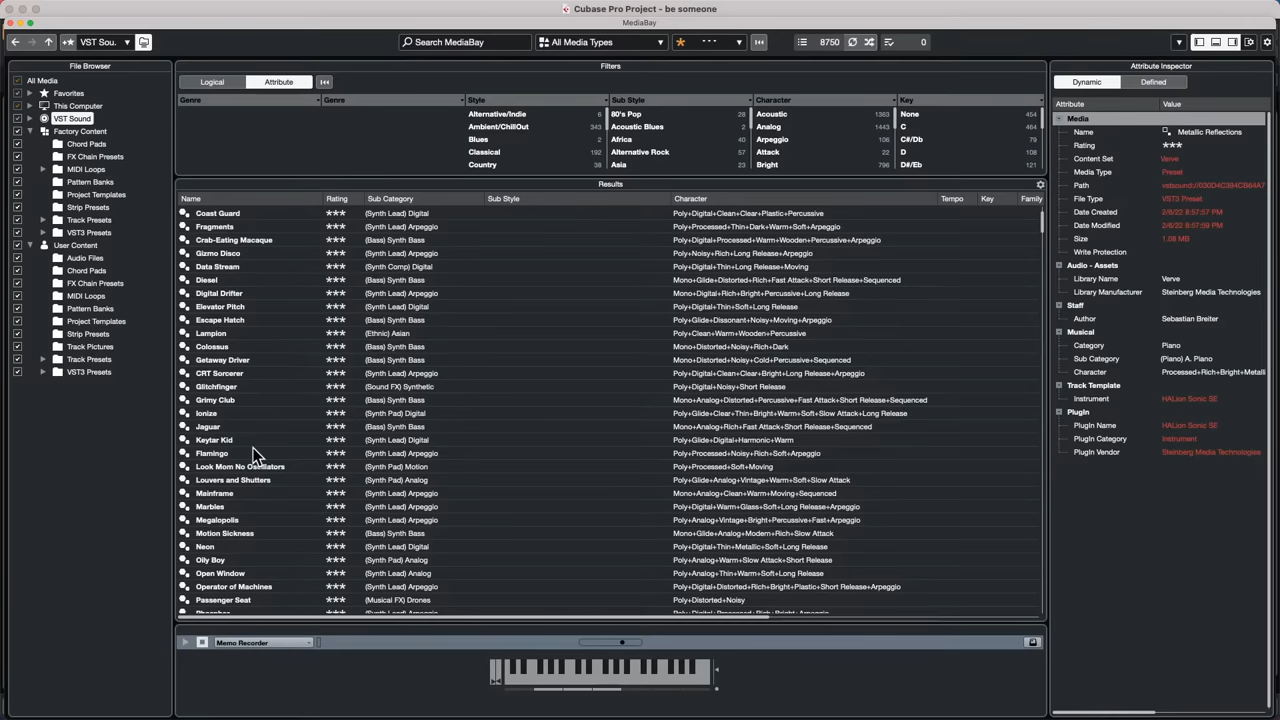 Cubase Pro Project - be someone
MediaBay
VST Sou.
Search MediaBay
All Media Types
8750
0
File Browser
All Media
Favorites
This Computer
VST Sound
Factory Content
Chord Pads
FX Chain Presets
MIDI Loops
Pattern Banks
Project Templates
Strip Presets
Track Presets
VST3 Presets
User Content
Audio Files
Chord Pads
FX Chain Presets
MIDI Loops
Pattern Banks
Project Templates
Strip Presets
Track Pictures
Track Presets
VST3 Presets
Filters
Logical Attribute
Genre Genre Style Sub Style Character Key
Alternative/Indie 6 80's Pop 28 Acoustic 1363 None 454
Ambient/ChillOut 343 Acoustic Blues 2 Analog 1443 C 464
Blues 2 Africa 40 Arpeggio 106 C#/Db 79
Classical 192 Alternative Rock 57 Attack 22 D 108
Country 38 Asia 23 Bright 796 D#/Eb 121
Results
Name Rating Sub Category Sub Style Character Tempo Key Family
Coast Guard *** (Synth Lead) Digital Poly+Digital+Clean+Clear+Plastic+Percussive
Fragments *** (Synth Lead) Arpeggio Poly+Processed+Thin+Dark+Warm+Soft+Arpeggio
Crab-Eating Macaque *** (Bass) Synth Bass Poly+Digital+Processed+Warm+Wooden+Percussive+Arpeggio
Gizmo Disco *** (Synth Lead) Arpeggio Poly+Noisy+Rich+Long Release+Arpeggio
Data Stream *** (Synth Comp) Digital Poly+Digital+Thin+Long Release+Moving
Diesel *** (Bass) Synth Bass Mono+Glide+Distorted+Rich+Fast Attack+Short Release+Sequenced
Digital Drifter *** (Synth Lead) Arpeggio Mono+Digital+Rich+Bright+Percussive+Long Release
Elevator Pitch *** (Synth Lead) Arpeggio Poly+Digital+Thin+Soft+Long Release
Escape Hatch *** (Bass) Synth Bass Poly+Glide+Dissonant+Noisy+Moving+Arpeggio
Lampion *** (Ethnic) Asian Poly+Clean+Warm+Wooden+Percussive
Colossus *** (Bass) Synth Bass Mono+Distorted+Noisy+Rich+Dark
Getaway Driver *** (Bass) Synth Bass Mono+Distorted+Noisy+Cold+Percussive+Sequenced
CRT Sorcerer *** (Synth Lead) Arpeggio Poly+Digital+Clean+Clear+Bright+Long Release+Arpeggio
Glitchfinger *** (Sound FX) Synthetic Poly+Digital+Noisy+Short Release
Grimy Club *** (Bass) Synth Bass Mono+Analog+Distorted+Percussive+Fast Attack+Short Release+Sequenced
Ionize *** (Synth Pad) Digital Poly+Glide+Clear+Thin+Bright+Warm+Soft+Slow Attack+Long Release
Jaguar *** (Bass) Synth Bass Mono+Analog+Rich+Fast Attack+Short Release+Sequenced
Keytar Kid *** (Synth Lead) Digital Poly+Glide+Digital+Harmonic+Warm
Flamingo *** (Synth Lead) Arpeggio Poly+Processed+Noisy+Rich+Soft+Arpeggio
Look Mom No Oscillators *** (Synth Pad) Motion Poly+Processed+Soft+Moving
Louvers and Shutters *** (Synth Pad) Analog Poly+Glide+Analog+Vintage+Warm+Soft+Slow Attack
Mainframe *** (Synth Lead) Arpeggio Mono+Analog+Clean+Warm+Moving+Sequenced
Marbles *** (Synth Lead) Arpeggio Poly+Digital+Warm+Glass+Soft+Long Release+Arpeggio
Megalopolis *** (Synth Lead) Arpeggio Poly+Analog+Vintage+Bright+Percussive+Fast+Arpeggio
Motion Sickness *** (Bass) Synth Bass Mono+Glide+Analog+Modern+Rich+Slow Attack
Neon *** (Synth Lead) Digital Poly+Digital+Thin+Metallic+Soft+Long Release
Oily Boy *** (Synth Pad) Analog Poly+Analog+Warm+Slow Attack+Short Release
Open Window *** (Synth Lead) Analog Poly+Analog+Thin+Warm+Soft+Long Release
Operator of Machines *** (Synth Lead) Arpeggio Poly+Digital+Distorted+Rich+Bright+Plastic+Short Release+Arpeggio
Passenger Seat *** (Musical FX) Drones Poly+Distorted+Noisy
Memo Recorder
Attribute Inspector
Dynamic Defined
Attribute Value
Media
Name Metallic Reflections
Rating ***
Content Set Verve
Media Type Preset
Path vstsound://030D4C394CB64A7
File Type VST3 Preset
Date Created 2/6/22 8:57:57 PM
Date Modified 2/6/22 8:57:59 PM
Size 1.08 MB
Write Protection
Audio - Assets
Library Name Verve
Library Manufacturer Steinberg Media Technologies
Staff
Author Sebastian Breiter
Musical
Category Piano
Sub Category (Piano) A. Piano
Character Processed+Rich+Bright+Metalli
Track Template
Instrument HALion Sonic SE
PlugIn
PlugIn Name HALion Sonic SE
PlugIn Category Instrument
PlugIn Vendor Steinberg Media Technologies